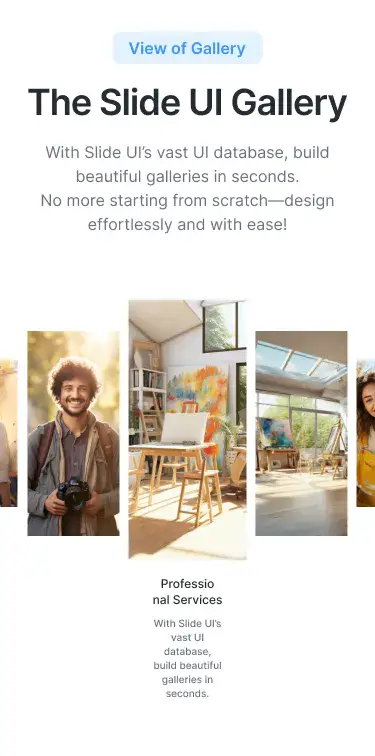 View of Gallery
The Slide UI Gallery
With Slide UI’s vast UI database, build
beautiful galleries in seconds.
No more starting from scratch—design
effortlessly and with ease!
Professio
nal Services
With Slide UI’s
vast UI
database,
build beautiful
galleries in
seconds.